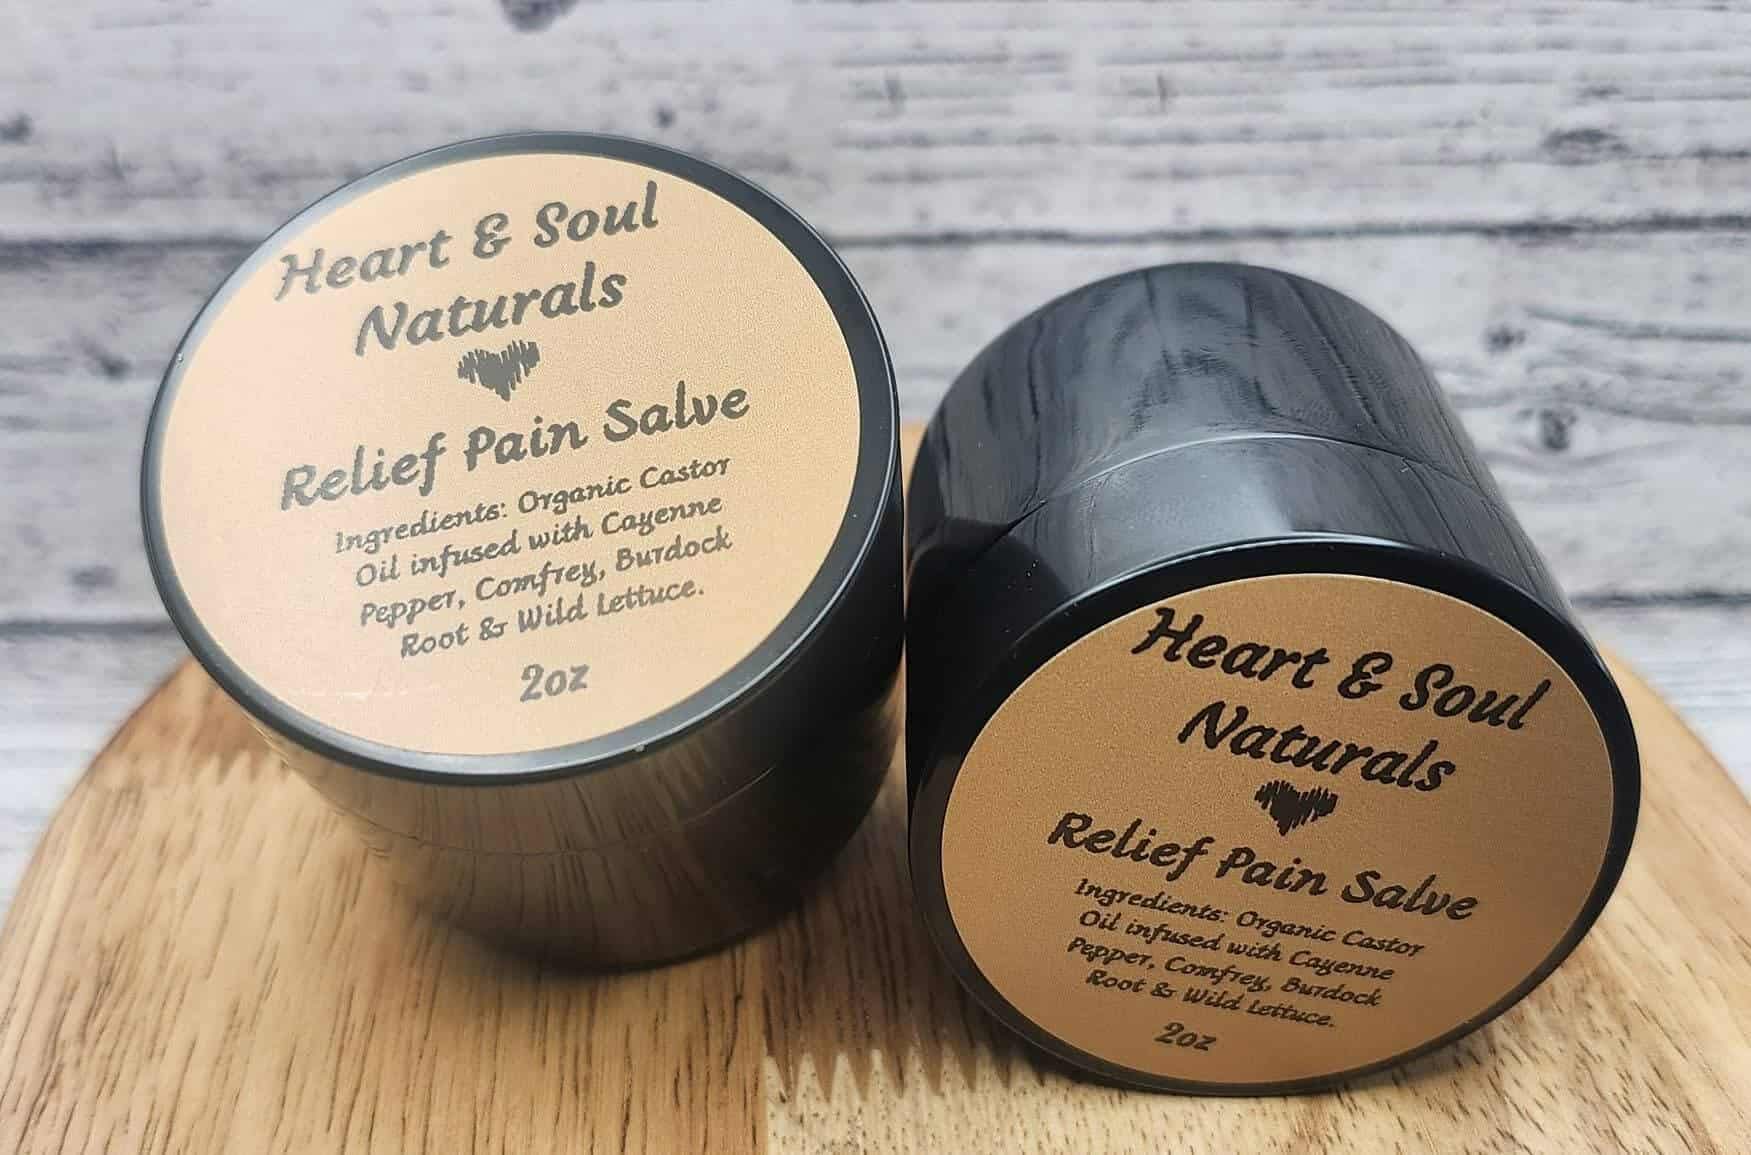 Heart & Soul
Naturals
Relief Pain Salve
Ingredients: Organic Castor
Oil infused with Cayenne
Pepper, Comfrey, Burdock
Root & Wild Lettuce.
2oz
Heart & Soul
Naturals
Relief Pain Salve
Ingredients: Organic Castor
Oil infused with Cayenne
Pepper, Comfrey, Burdock
Root & Wild Lettuce.
2oz